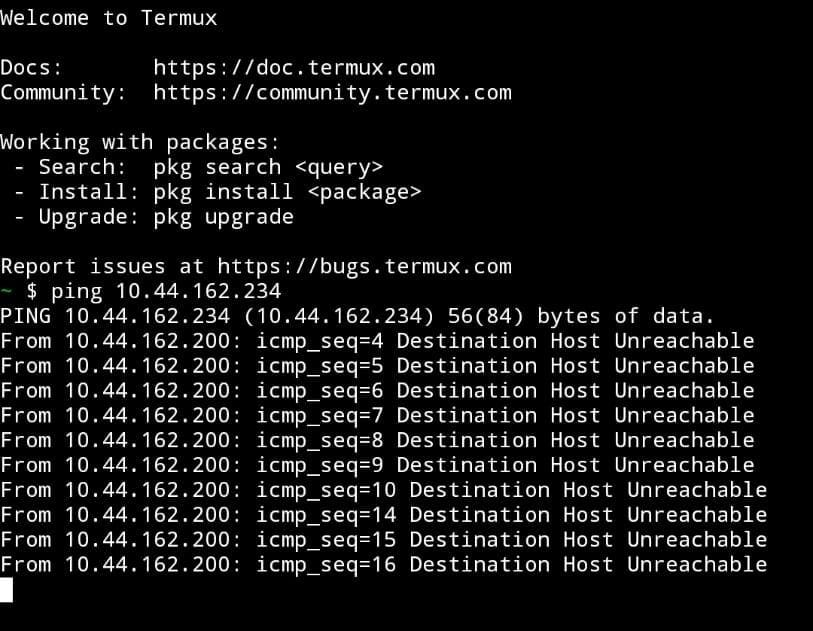 Welcome to Termux
Docs:       https://doc.termux.com
Community:  https://community.termux.com
Working with packages:
 - Search:  pkg search <query>
 - Install: pkg install <package>
 - Upgrade: pkg upgrade
Report issues at https://bugs.termux.com
~ $ ping 10.44.162.234
PING 10.44.162.234 (10.44.162.234) 56(84) bytes of data.
From 10.44.162.200: icmp_seq=4 Destination Host Unreachable
From 10.44.162.200: icmp_seq=5 Destination Host Unreachable
From 10.44.162.200: icmp_seq=6 Destination Host Unreachable
From 10.44.162.200: icmp_seq=7 Destination Host Unreachable
From 10.44.162.200: icmp_seq=8 Destination Host Unreachable
From 10.44.162.200: icmp_seq=9 Destination Host Unreachable
From 10.44.162.200: icmp_seq=10 Destination Host Unreachable
From 10.44.162.200: icmp_seq=14 Destination Host Unreachable
From 10.44.162.200: icmp_seq=15 Destination Host Unreachable
From 10.44.162.200: icmp_seq=16 Destination Host Unreachable